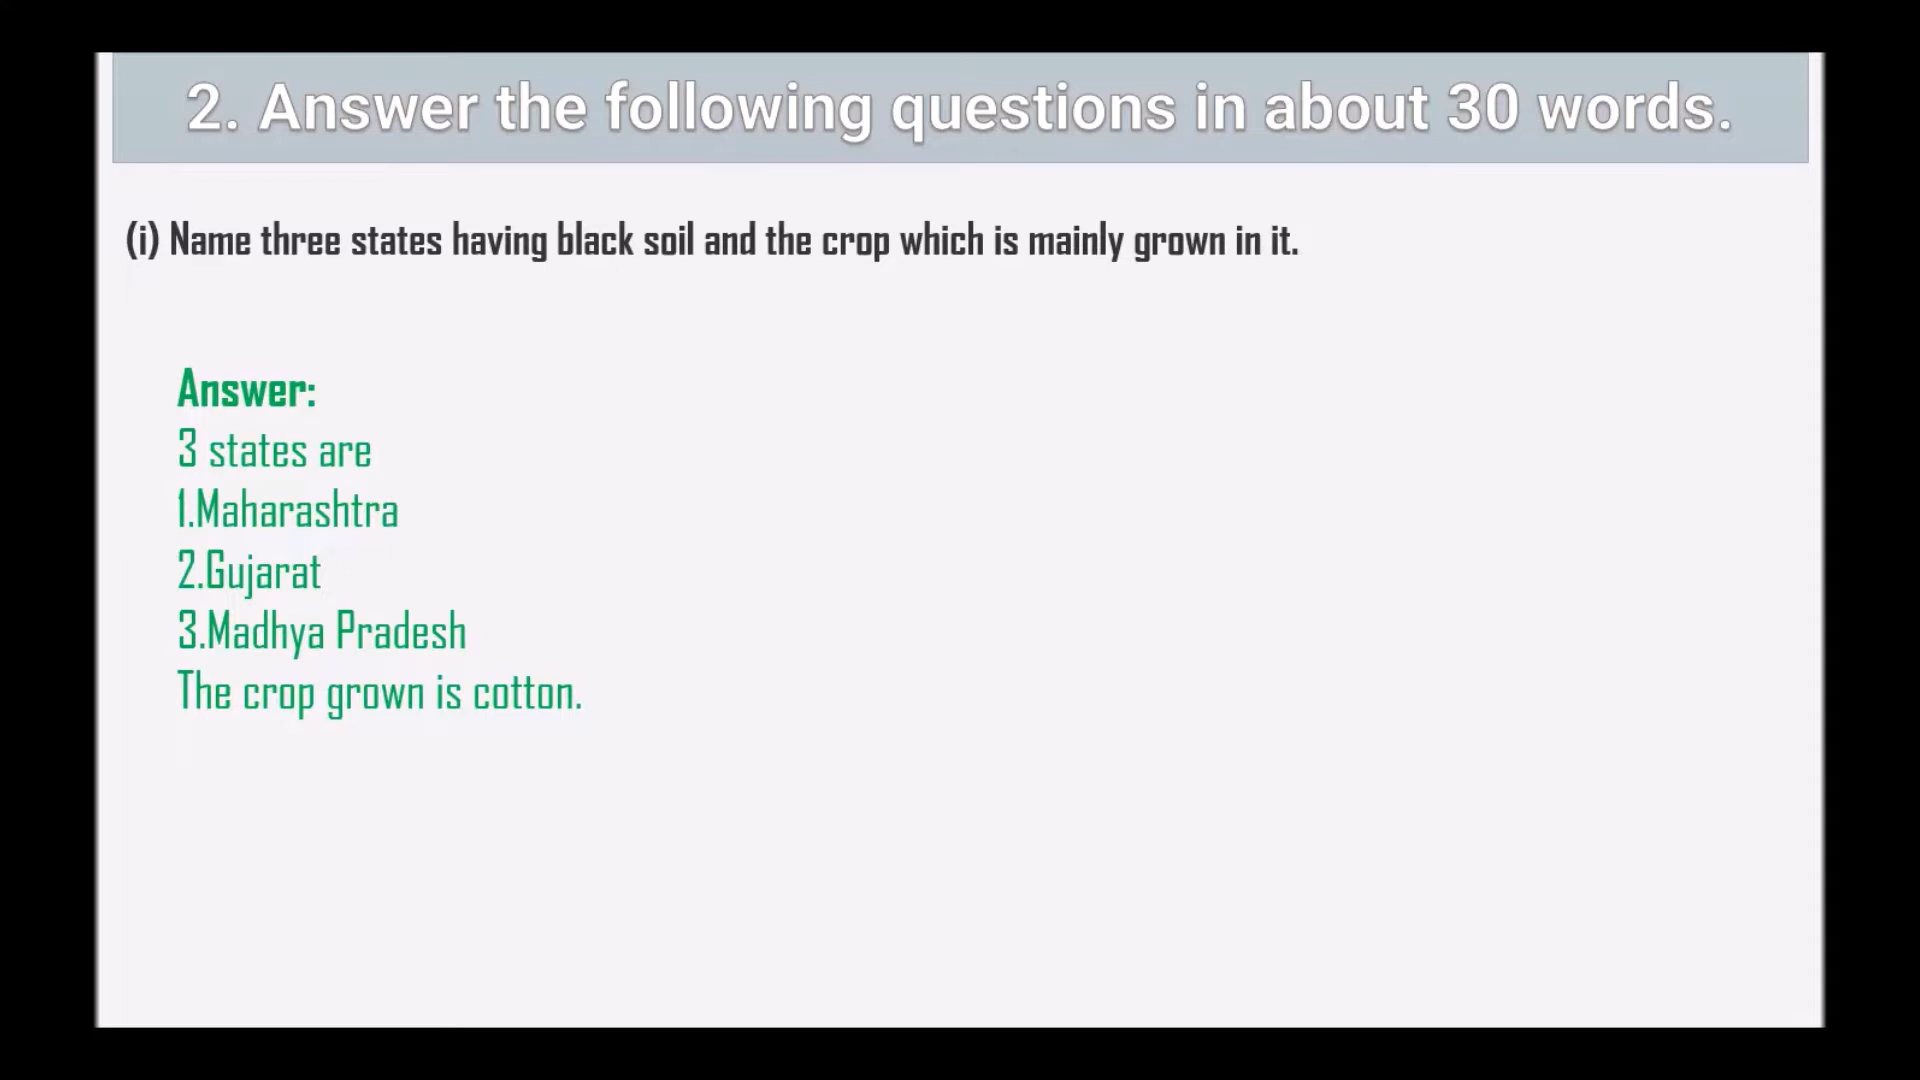 2. Answer the following questions in about 30 words.
(i) Name three states having black soil and the crop which is mainly grown in it.
Answer:
3 states are
1.Maharashtra
2.Gujarat
3.Madhya Pradesh
The crop grown is cotton.